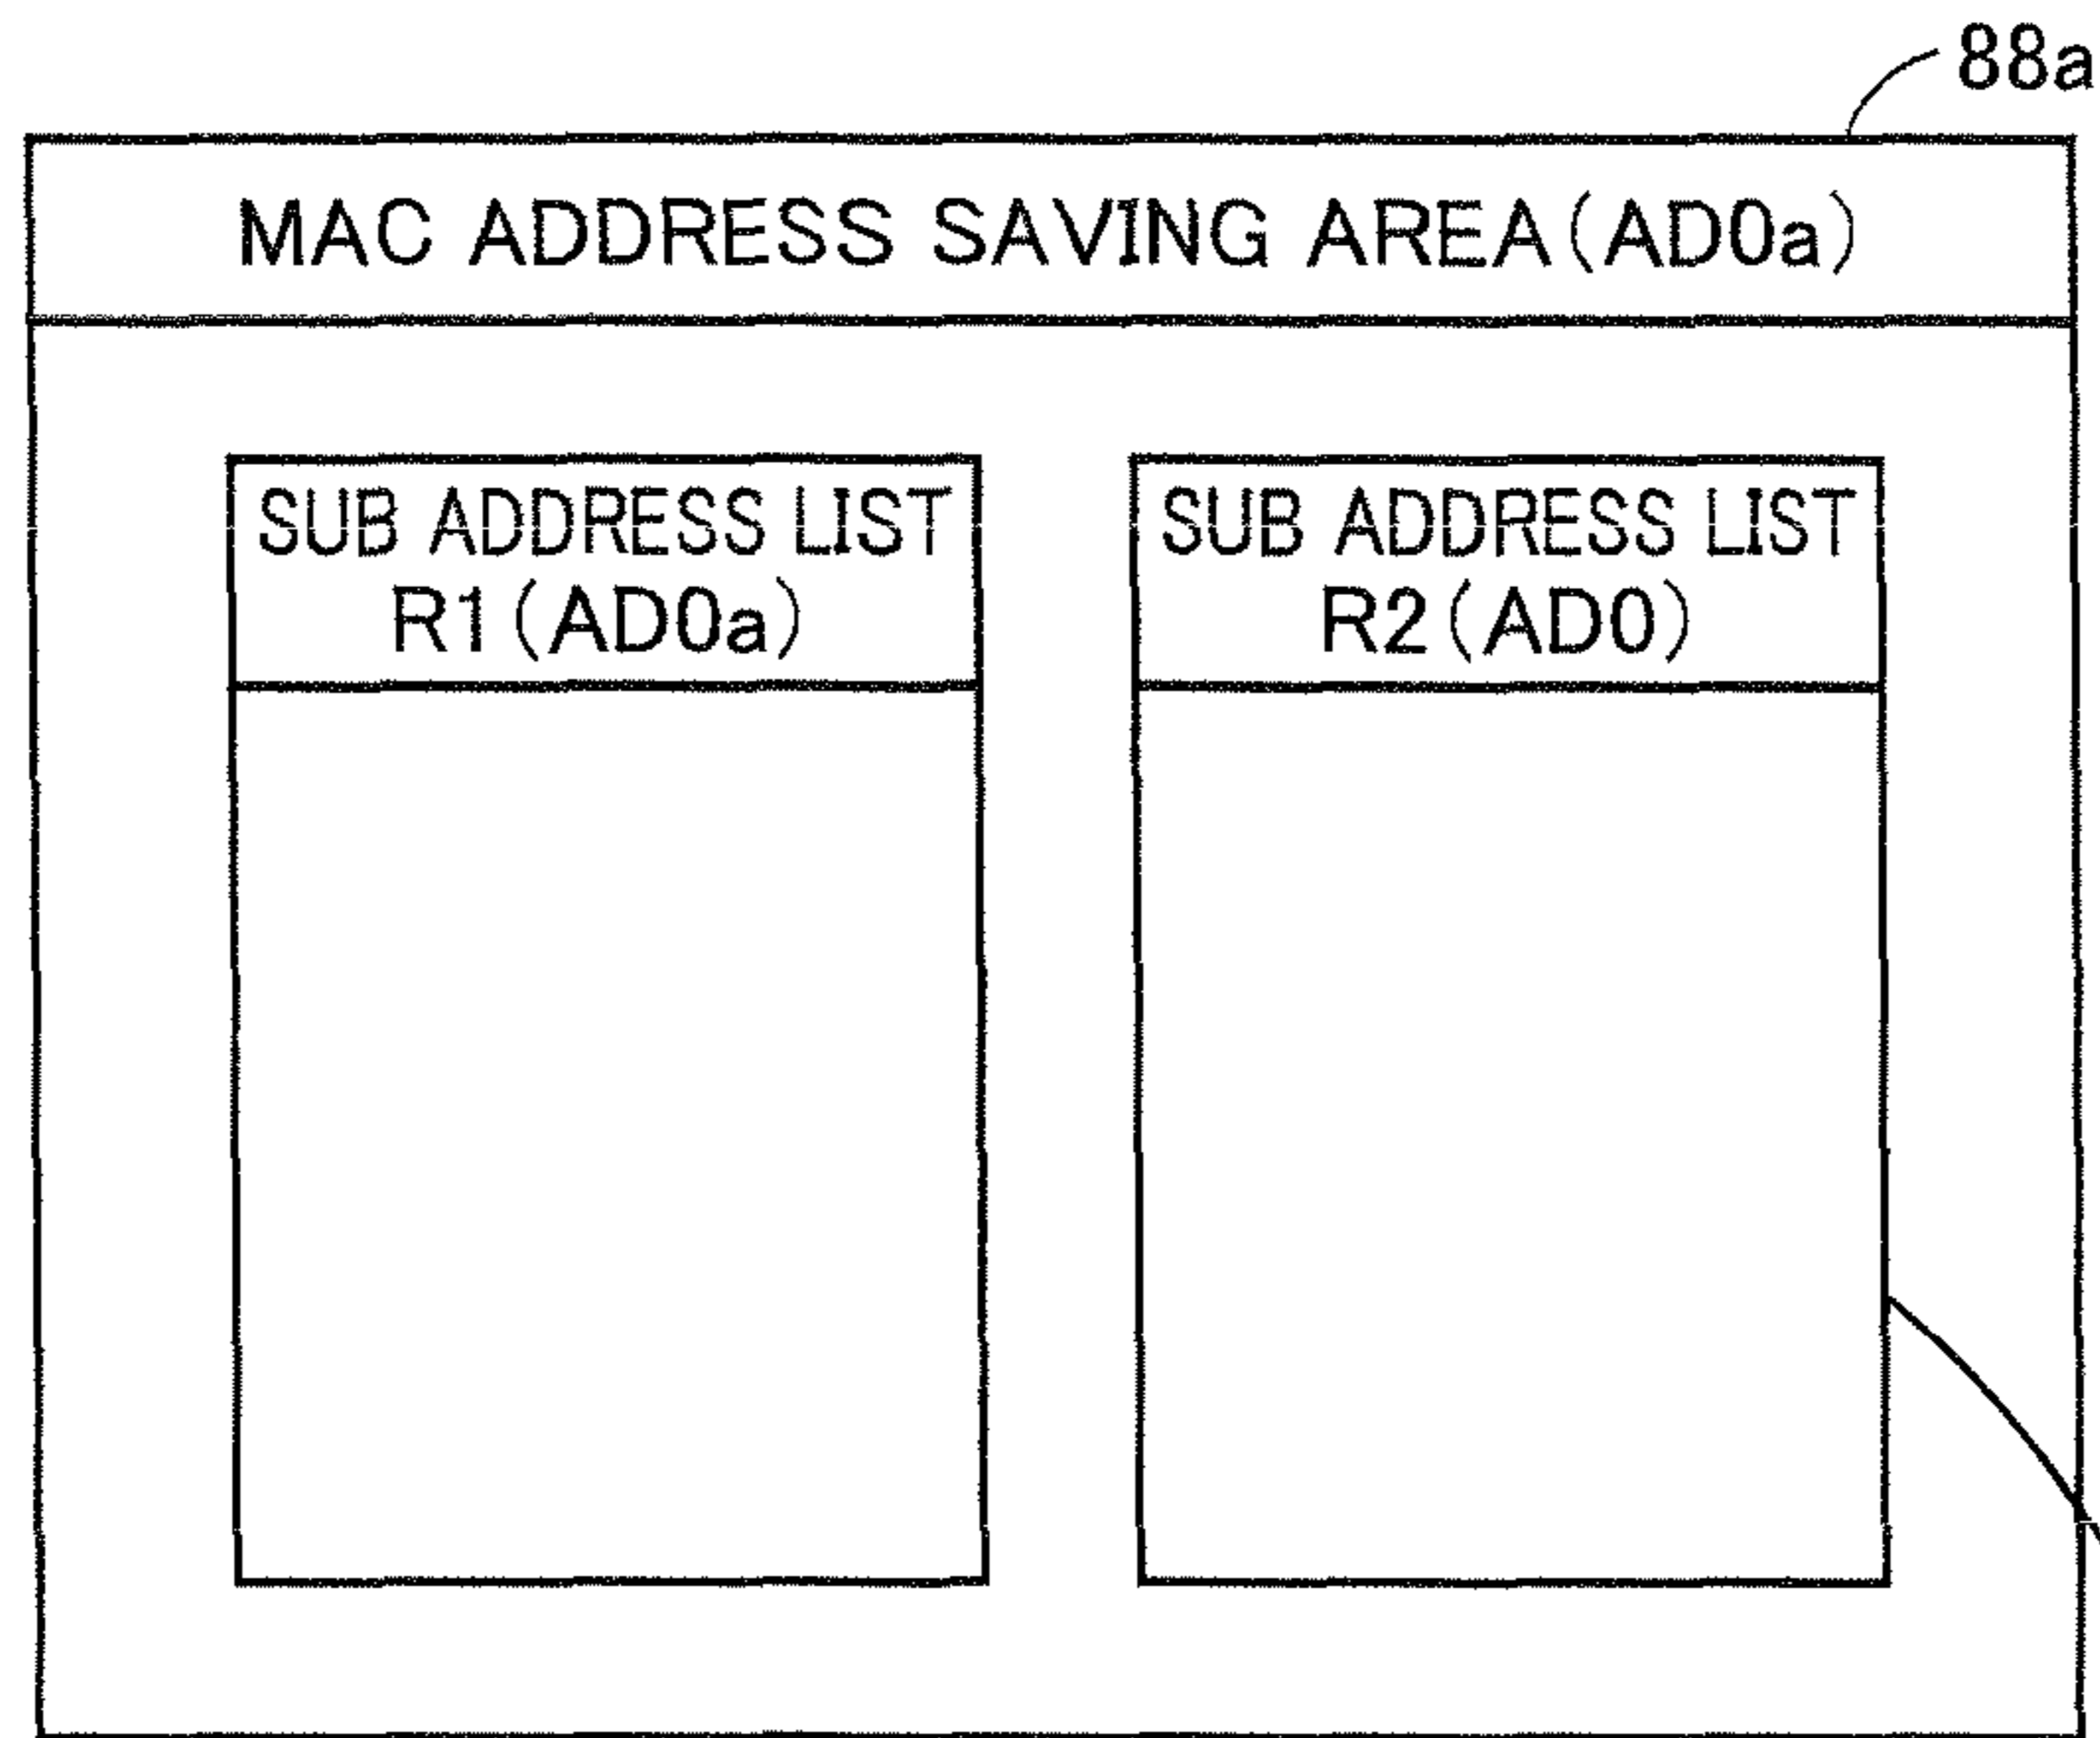 88a
MAC ADDRESS SAVING AREA(AD0a)
SUB ADDRESS LIST
R1(AD0a)
SUB ADDRESS LIST
R2(AD0)